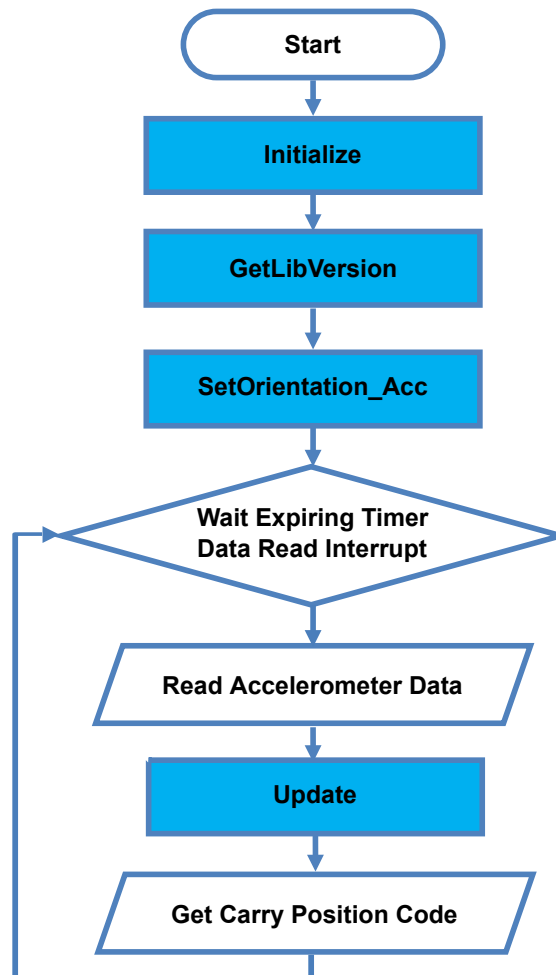 Start
Initialize
GetLibVersion
SetOrientation_Acc
Wait Expiring Timer
Data Read Interrupt
Read Accelerometer Data
Update
Get Carry Position Code